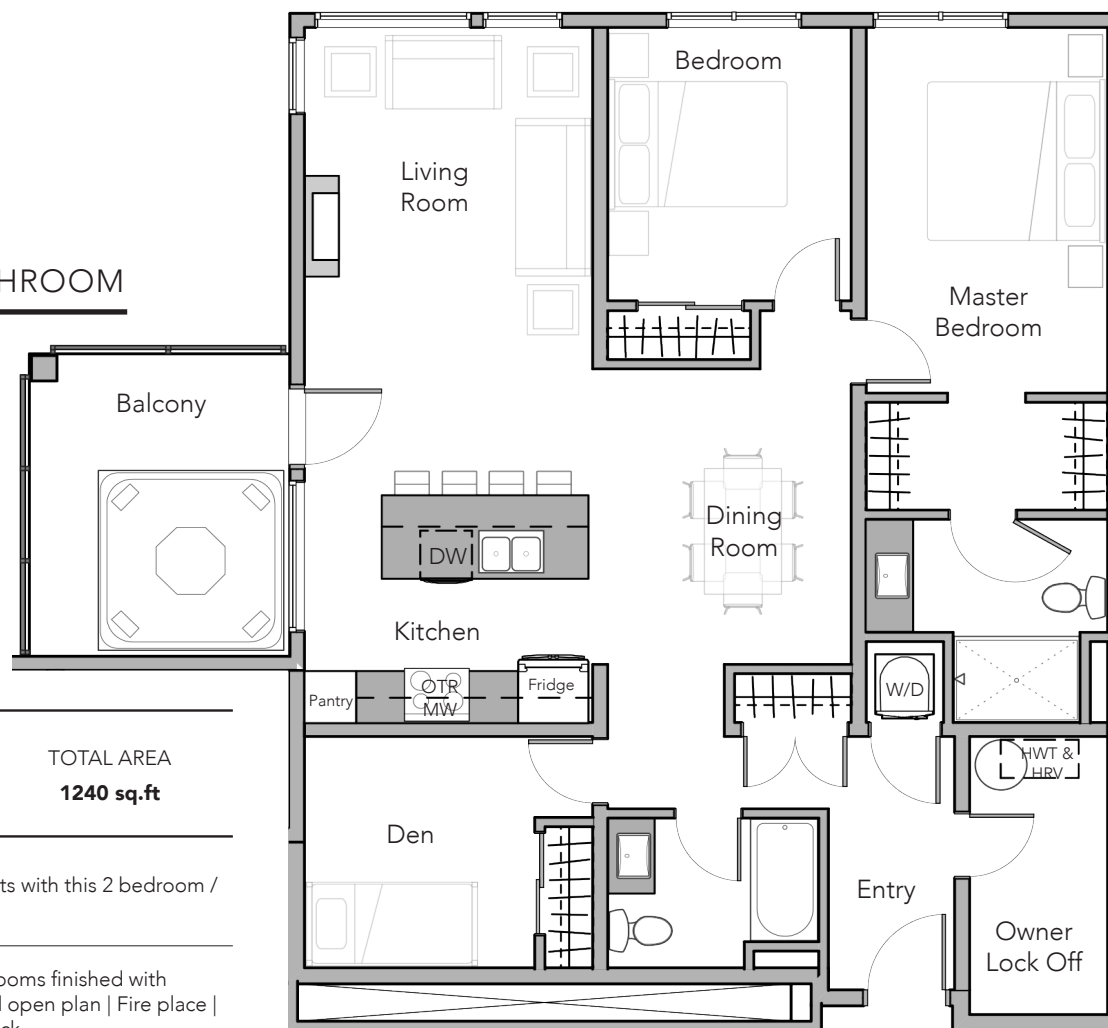 Bedroom
Living
Room
HROOM
Master
Bedroom
Balcony
Dining
Room
DW
Kitchen
Pantry
OTR
MW
Fridge
W/D
TOTAL AREA
1240 sq.ft
HWT &
HRV
Den
ts with this 2 bedroom /
Entry
Owner
Lock Off
ooms finished with
open plan | Fire place |